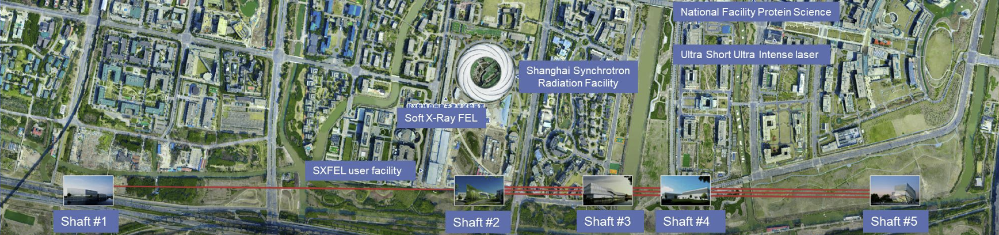 National Facility Protein Science
Ultra Short Ultra Intense laser
Shanghai Synchrotron
Radiation Facility
Soft X-Ray FEL
SXFEL user facility
Shaft #1
Shaft #2
Shaft #3
Shaft #4
Shaft #5